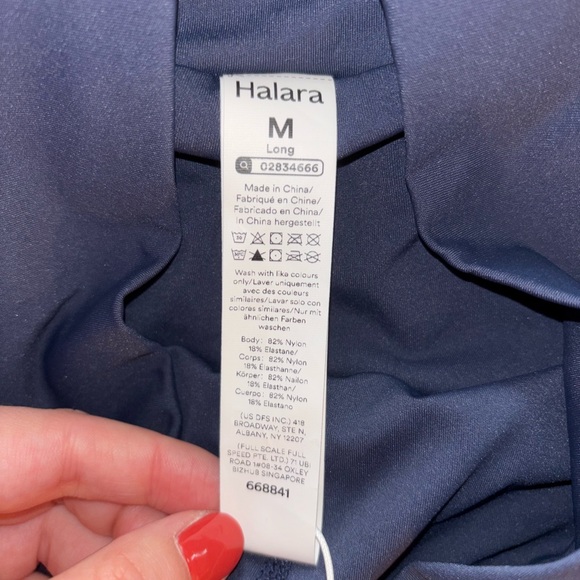 Halara
M
Long
02834666
Made in China/
Fabriqué en Chine/
Fabricado en China/
in China hergestellt
Wash with like colours
only/Laver uniquement
avec des couleurs
similaires/Lavar solo con
colores similares/Nur mit
ähnlichen Farben
waschen
Body: 82% Nylon
18% Elastane/
Corps: 82% Nylon
18% Elasthanne/
Körper: 82% Nailon
18% Elasthan/
Cuerpo: 82% Nylon
18% Elastano
(US DFS INC.) 418
BROADWAY, STE N,
ALBANY, NY 12207
(FULL SCALE FULL
SPEED PTE. LTD.) 71 UBI
ROAD 1#08-34 OXLEY
BIZHUB SINGAPORE
668841